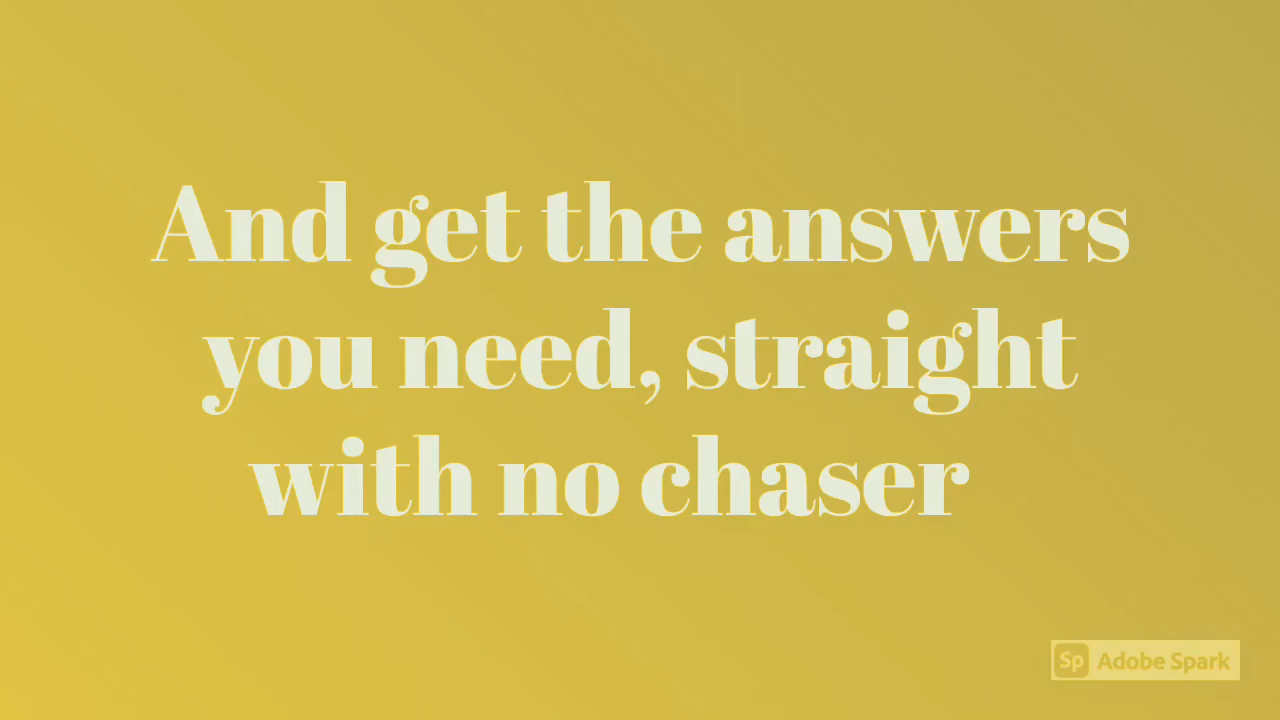 And get the answers
you need, straight
with no chaser
Sp Adobe Spark